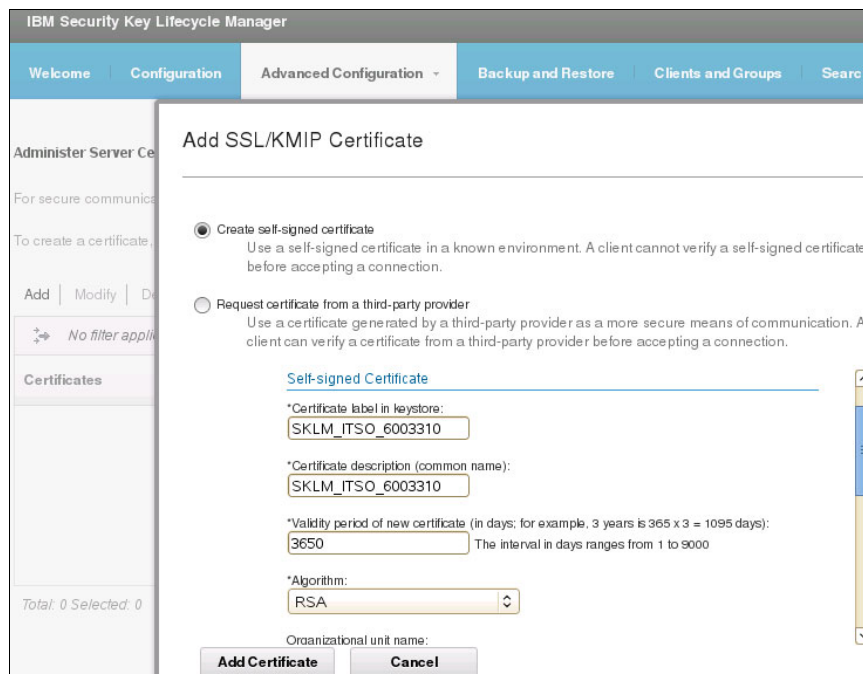 IBM Security Key Lifecycle Manager
Welcome Configuration Advanced Configuration Backup and Restore Clients and Groups Searc
Add SSL/KMIP Certificate
Administer Server Ce
For secure communica
To create a certificate,
Add Modify De
No filter appli
Certificates
Total: 0 Selected: 0
Create self-signed certificate
Use a self-signed certificate in a known environment. A client cannot verify a self-signed certificate
before accepting a connection.
Request certificate from a third-party provider
Use a certificate generated by a third-party provider as a more secure means of communication. A
client can verify a certificate from a third-party provider before accepting a connection.
Self-signed Certificate
*Certificate label in keystore:
SKLM_ITSO_6003310
*Certificate description (common name):
SKLM_ITSO_6003310
*Validity period of new certificate (in days; for example, 3 years is 365 x 3 = 1095 days):
3650 The interval in days ranges from 1 to 9000
*Algorithm:
RSA
Organizational unit name:
Add Certificate Cancel